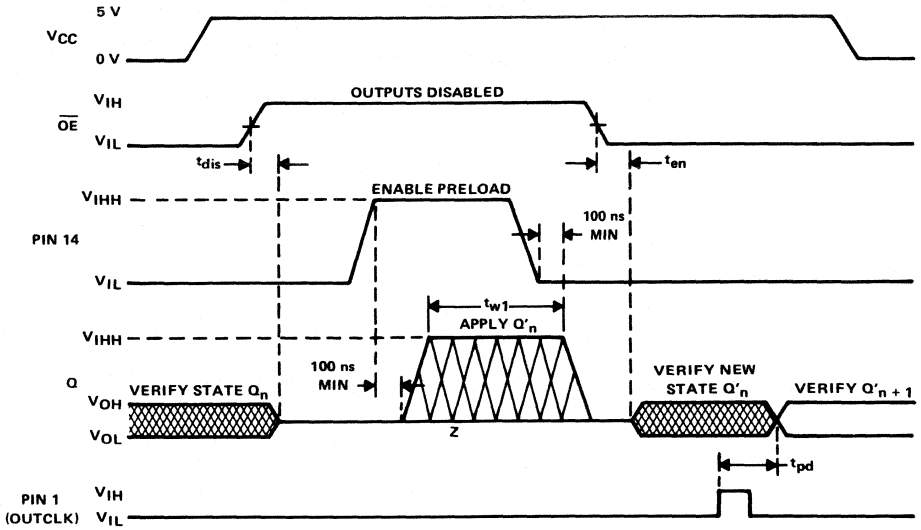 5 V
VCC
0 V
VIH
OUTPUTS DISABLED
OE
VIL
tdis
ten
VIHH
ENABLE PRELOAD
100 ns
MIN
PIN 14
VIL
tw1
APPLY Q'n
VIHH
100 ns
MIN
Q
VERIFY STATE Qn
VERIFY NEW
STATE Q'n
VERIFY Q'n + 1
VOH
VOL
Z
tpd
PIN 1
(OUTCLK)
VIH
VIL